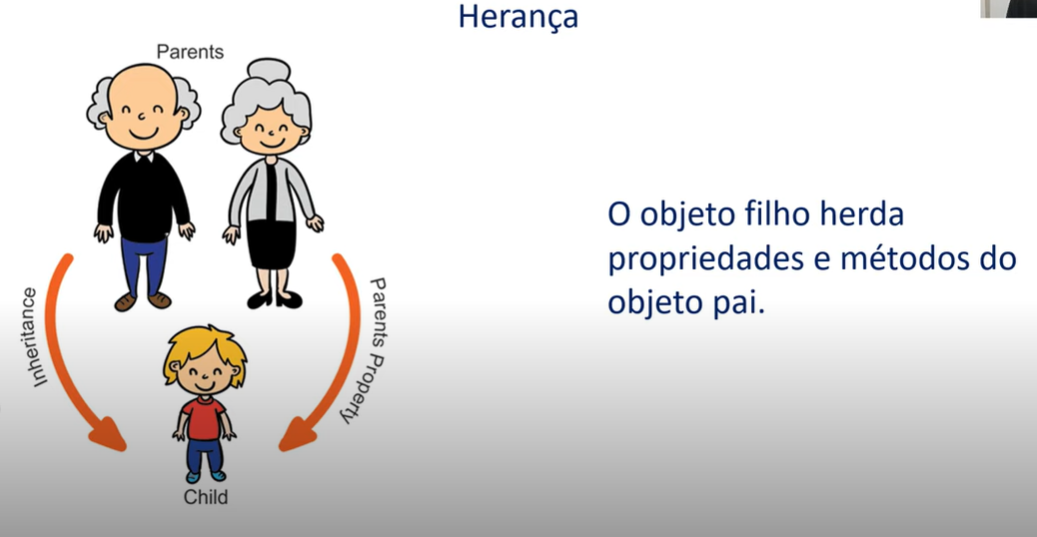 Herança
Parents
Inheritance
Parents Property
Child
O objeto filho herda
propriedades e métodos do
objeto pai.